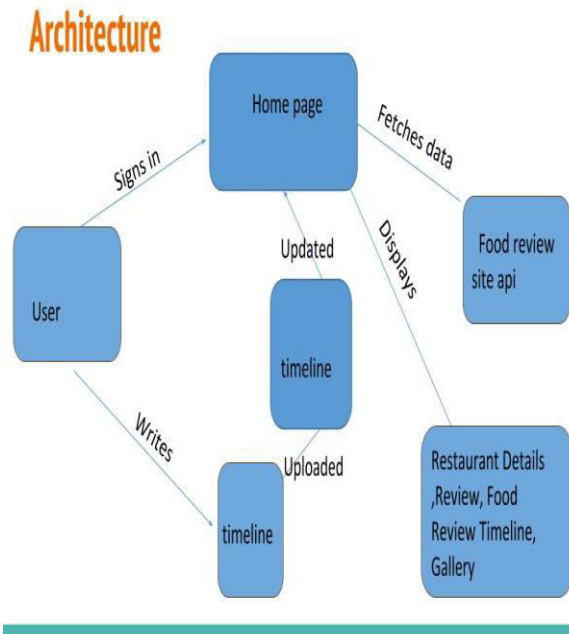 Architecture
Home page
Fetches data
Signs in
Displays
Updated
Food review
site api
User
timeline
Writes
Uploaded
timeline
Restaurant Details
,Review, Food
Review Timeline,
Gallery